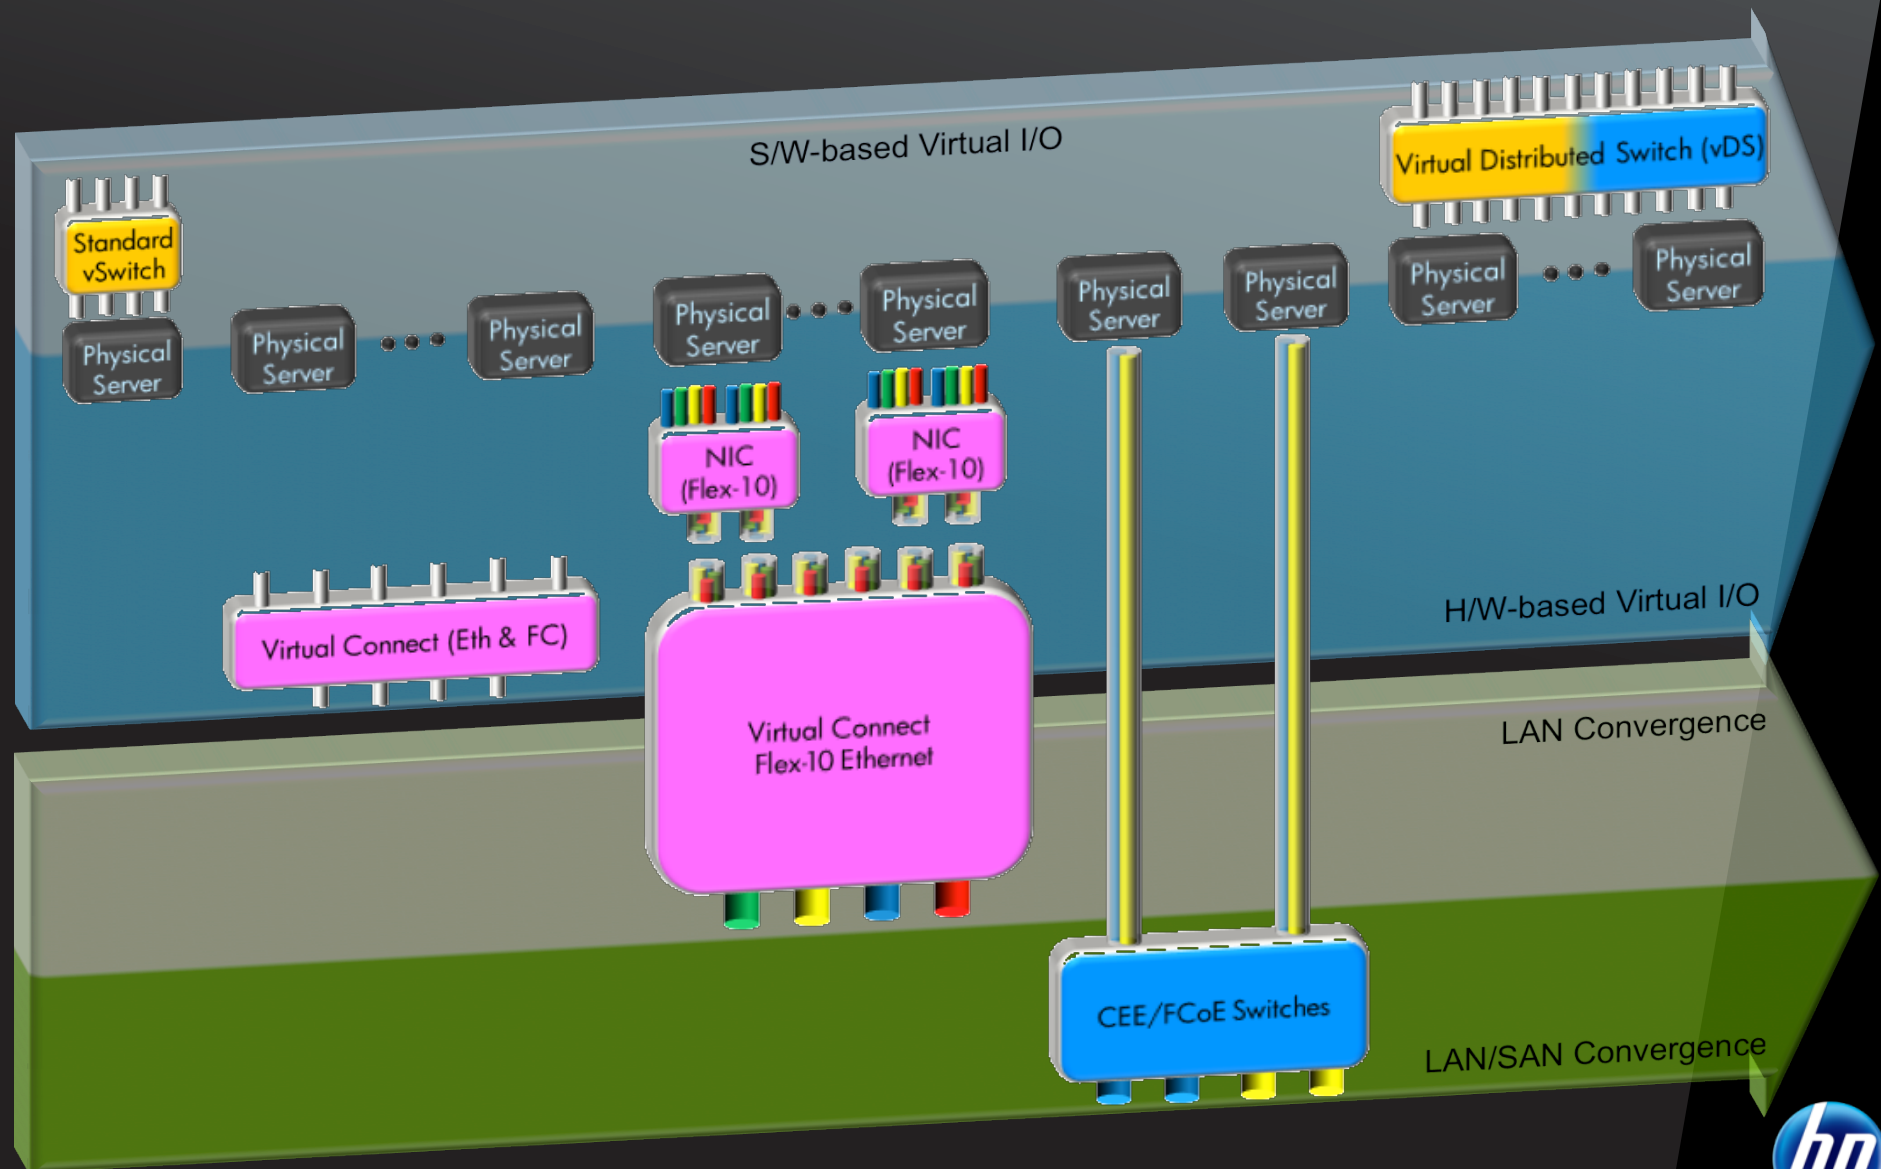 S/W-based Virtual I/O
Virtual Distributed Switch (vDS)
Standard
vSwitch
Physical
Server
Physical
Server
Physical
Server
Physical
Server
Physical
Server
Physical
Server
Physical
Server
Physical
Server
Physical
Server
NIC
(Flex-10)
NIC
(Flex-10)
Virtual Connect (Eth & FC)
H/W-based Virtual I/O
Virtual Connect
Flex-10 Ethernet
LAN Convergence
CEE/FCoE Switches
LAN/SAN Convergence
hp